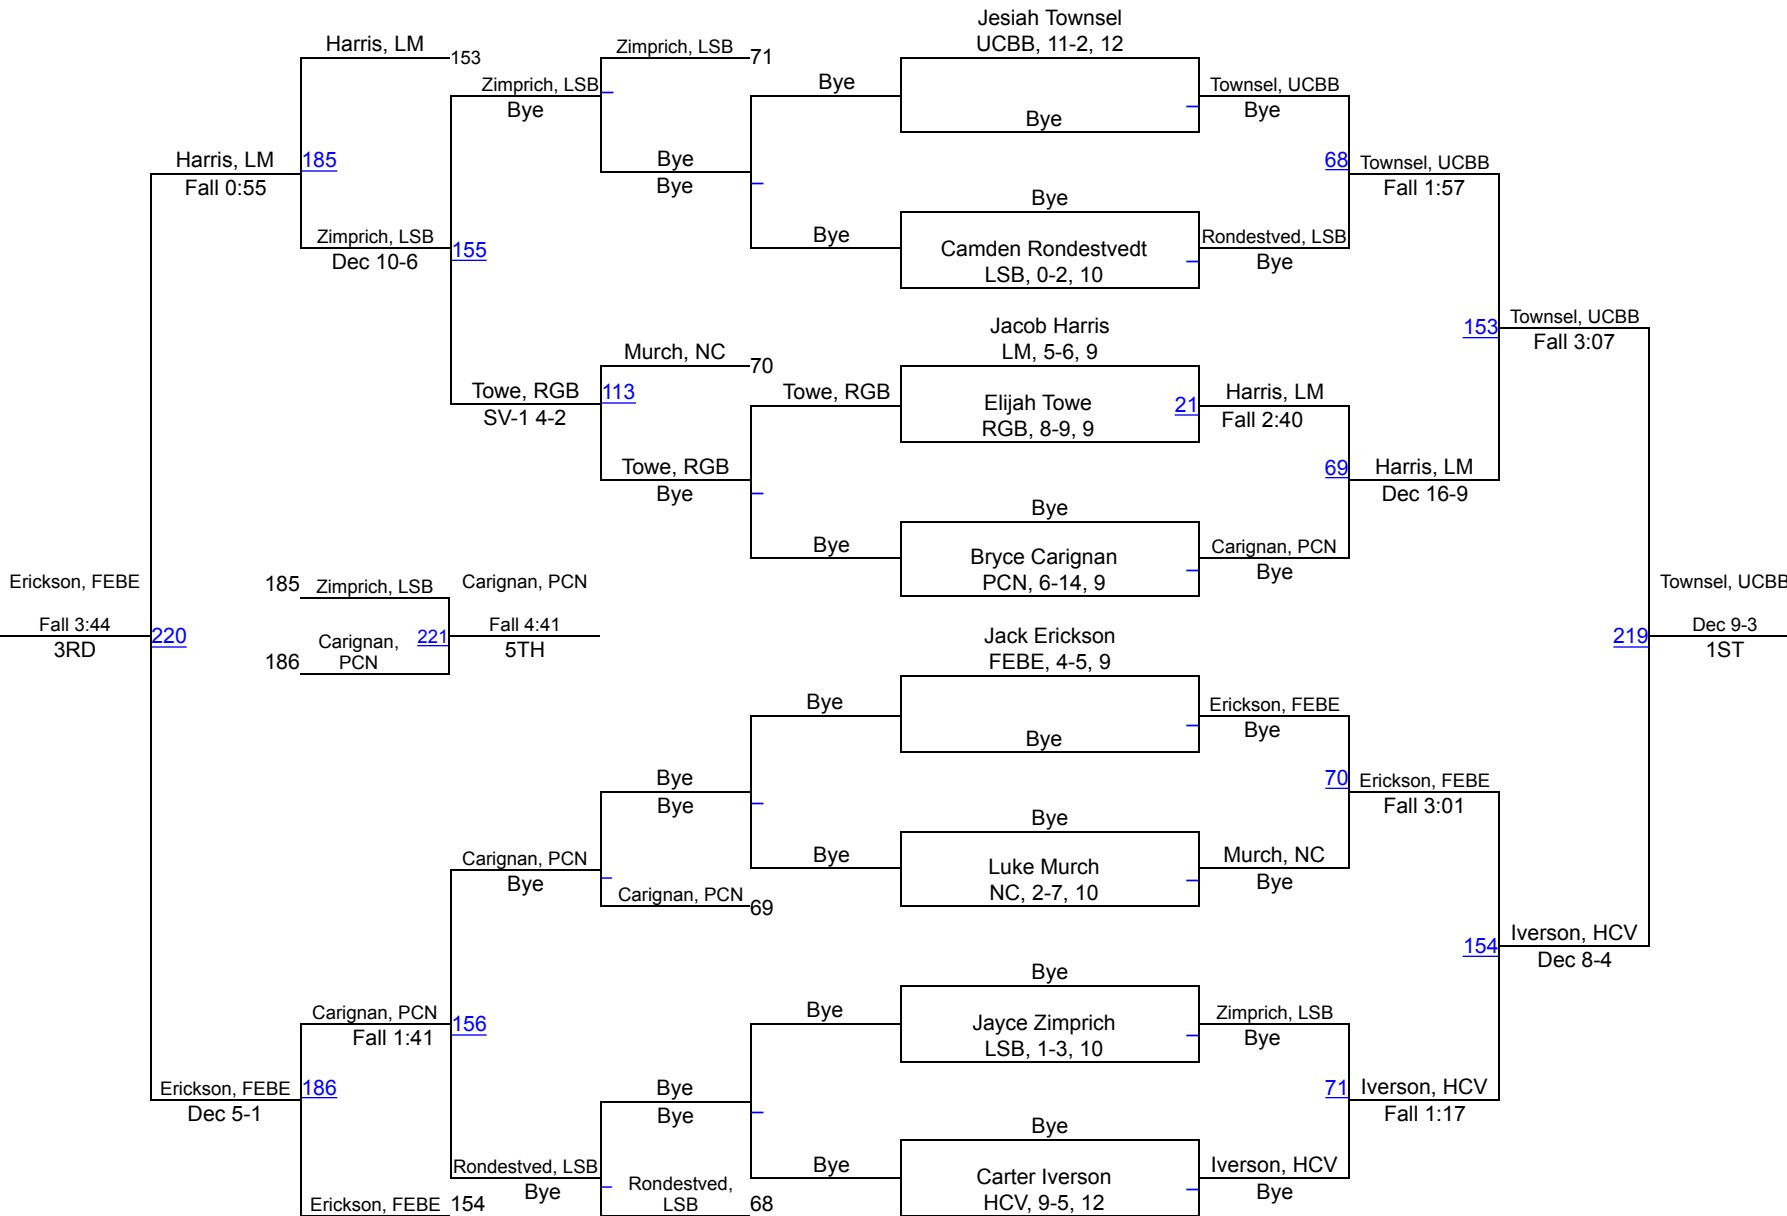 Jesiah Townsel
UCBB, 11-2, 12
Harris, LM
153
Zimprich, LSB
71
Bye
Zimprich, LSB
Bye
Townsel, UCBB
Bye
Bye
Harris, LM
185
Fall 0:55
Bye
Bye
68
Townsel, UCBB
Fall 1:57
Bye
Zimprich, LSB
Dec 10-6
155
Bye
Camden Rondestvedt
LSB, 0-2, 10
Rondestved, LSB
Bye
Jacob Harris
LM, 5-6, 9
153
Townsel, UCBB
Fall 3:07
Murch, NC
70
Towe, RGB
SV-1 4-2
113
Towe, RGB
Elijah Towe
RGB, 8-9, 9
21
Harris, LM
Fall 2:40
Towe, RGB
Bye
69
Harris, LM
Dec 16-9
Bye
Bye
Bryce Carignan
PCN, 6-14, 9
Carignan, PCN
Bye
Erickson, FEBE
Fall 3:44
3RD
220
185
Zimprich, LSB
Carignan,
PCN
186
221
Carignan, PCN
Fall 4:41
5TH
Townsel, UCBB
219
Dec 9-3
1ST
Jack Erickson
FEBE, 4-5, 9
Bye
Bye
Erickson, FEBE
Bye
Bye
Bye
70
Erickson, FEBE
Fall 3:01
Bye
Bye
Luke Murch
NC, 2-7, 10
Murch, NC
Bye
Carignan, PCN
Bye
Carignan, PCN
69
154
Iverson, HCV
Dec 8-4
Bye
Bye
Jayce Zimprich
LSB, 1-3, 10
Zimprich, LSB
Bye
Carignan, PCN
Fall 1:41
156
Erickson, FEBE
Dec 5-1
186
Bye
Bye
71
Iverson, HCV
Fall 1:17
Bye
Bye
Carter Iverson
HCV, 9-5, 12
Iverson, HCV
Bye
Rondestved, LSB
Bye
Rondestved,
LSB
68
Erickson, FEBE
154